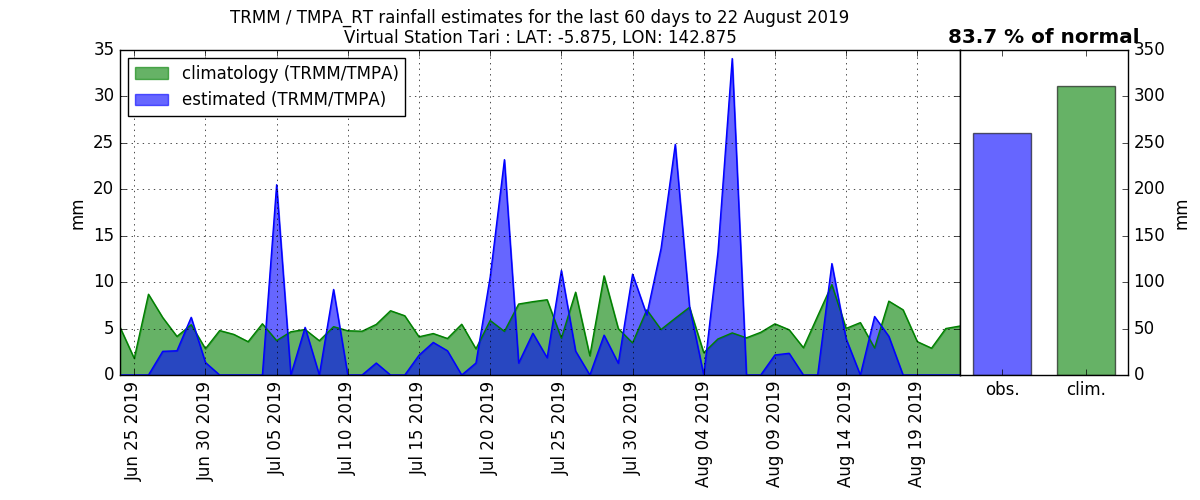 TRMM / TMPA_RT rainfall estimates for the last 60 days to 22 August 2019
Virtual Station Tari : LAT: -5.875, LON: 142.875
83.7 % of normal
climatology (TRMM/TMPA)
estimated (TRMM/TMPA)
35
30
25
20
15
10
5
0
mm
Jun 25 2019
Jun 30 2019
Jul 05 2019
Jul 10 2019
Jul 15 2019
Jul 20 2019
Jul 25 2019
Jul 30 2019
Aug 04 2019
Aug 09 2019
Aug 14 2019
Aug 19 2019
obs.
clim.
350
300
250
200
150
100
50
0
mm